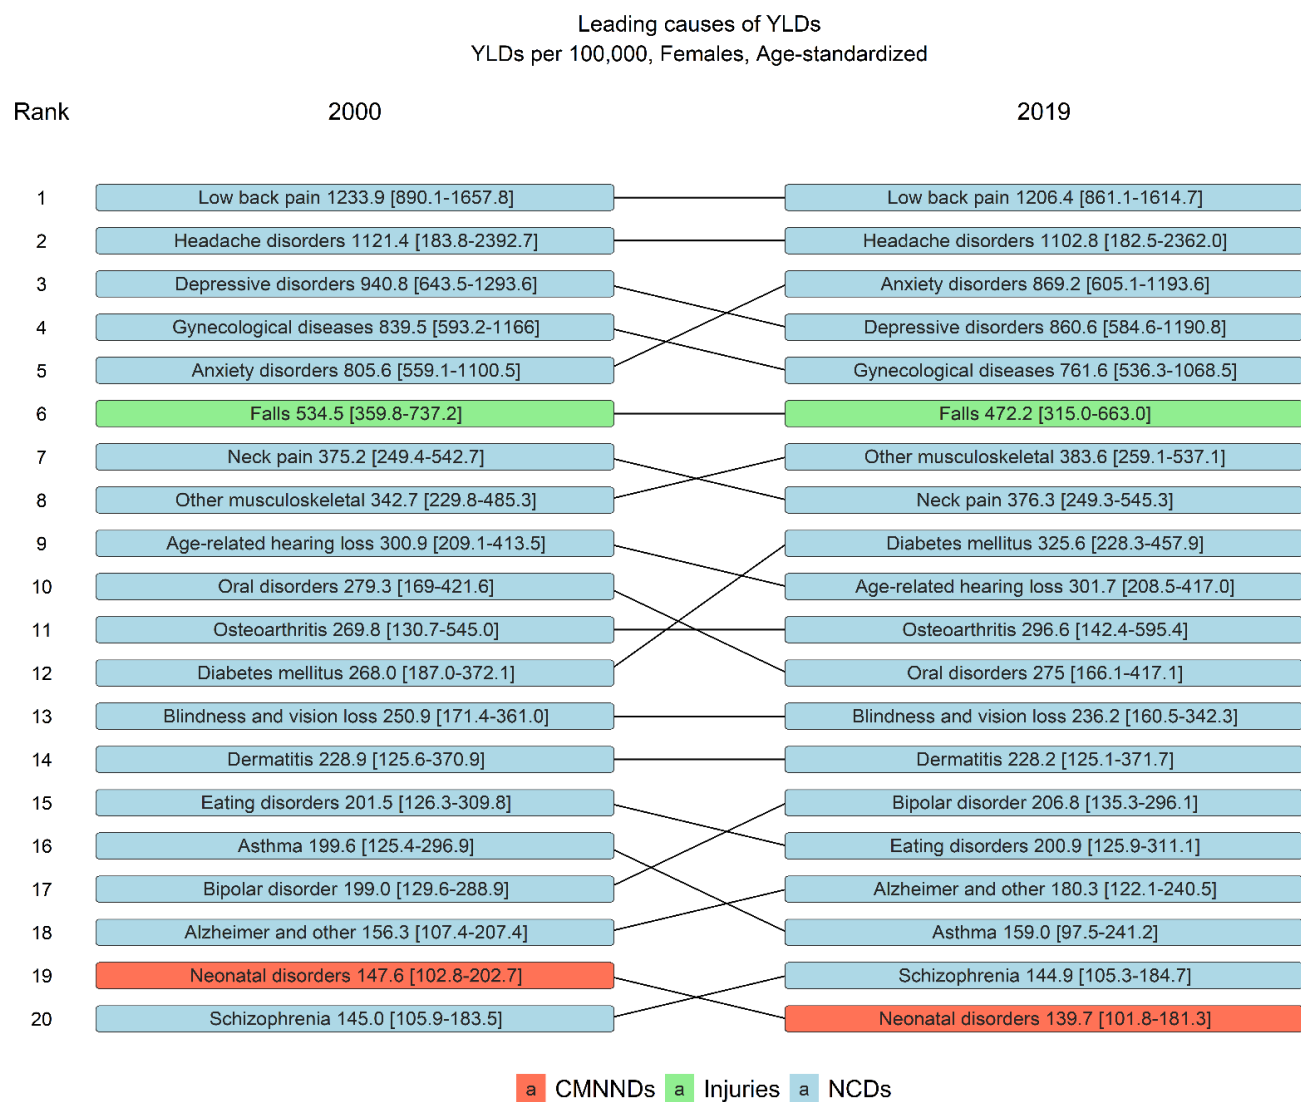 Leading causes of YLDs
YLDs per 100,000, Females, Age-standardized
Rank 2000 2019
1 Low back pain 1233.9 [890.1-1657.8] Low back pain 1206.4 [861.1-1614.7]
2 Headache disorders 1121.4 [183.8-2392.7] Headache disorders 1102.8 [182.5-2362.0]
3 Depressive disorders 940.8 [643.5-1293.6] Anxiety disorders 869.2 [605.1-1193.6]
4 Gynecological diseases 839.5 [593.2-1166] Depressive disorders 860.6 [584.6-1190.8]
5 Anxiety disorders 805.6 [559.1-1100.5] Gynecological diseases 761.6 [536.3-1068.5]
6 Falls 534.5 [359.8-737.2] Falls 472.2 [315.0-663.0]
7 Neck pain 375.2 [249.4-542.7] Other musculoskeletal 383.6 [259.1-537.1]
8 Other musculoskeletal 342.7 [229.8-485.3] Neck pain 376.3 [249.3-545.3]
9 Age-related hearing loss 300.9 [209.1-413.5] Diabetes mellitus 325.6 [228.3-457.9]
10 Oral disorders 279.3 [169-421.6] Age-related hearing loss 301.7 [208.5-417.0]
11 Osteoarthritis 269.8 [130.7-545.0] Osteoarthritis 296.6 [142.4-595.4]
12 Diabetes mellitus 268.0 [187.0-372.1] Oral disorders 275 [166.1-417.1]
13 Blindness and vision loss 250.9 [171.4-361.0] Blindness and vision loss 236.2 [160.5-342.3]
14 Dermatitis 228.9 [125.6-370.9] Dermatitis 228.2 [125.1-371.7]
15 Eating disorders 201.5 [126.3-309.8] Bipolar disorder 206.8 [135.3-296.1]
16 Asthma 199.6 [125.4-296.9] Eating disorders 200.9 [125.9-311.1]
17 Bipolar disorder 199.0 [129.6-288.9] Alzheimer and other 180.3 [122.1-240.5]
18 Alzheimer and other 156.3 [107.4-207.4] Asthma 159.0 [97.5-241.2]
19 Neonatal disorders 147.6 [102.8-202.7] Schizophrenia 144.9 [105.3-184.7]
20 Schizophrenia 145.0 [105.9-183.5] Neonatal disorders 139.7 [101.8-181.3]
a CMNNDs a Injuries a NCDs